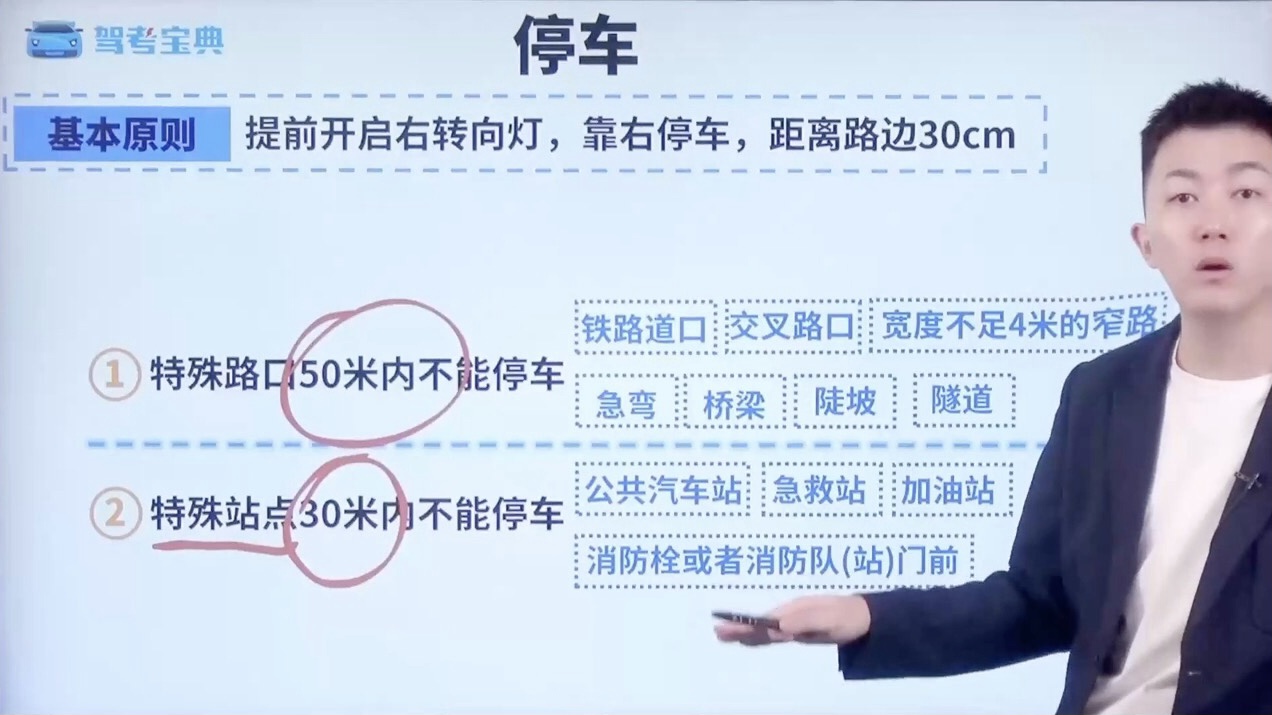 驾考宝典
停车
基本原则 提前开启右转向灯，靠右停车，距离路边30cm
铁路道口 交叉路口 宽度不足4米的窄路
① 特殊路口50米内不能停车
急弯 桥梁 陡坡 隧道
公共汽车站 急救站 加油站
② 特殊站点30米内不能停车
消防栓或者消防队(站)门前